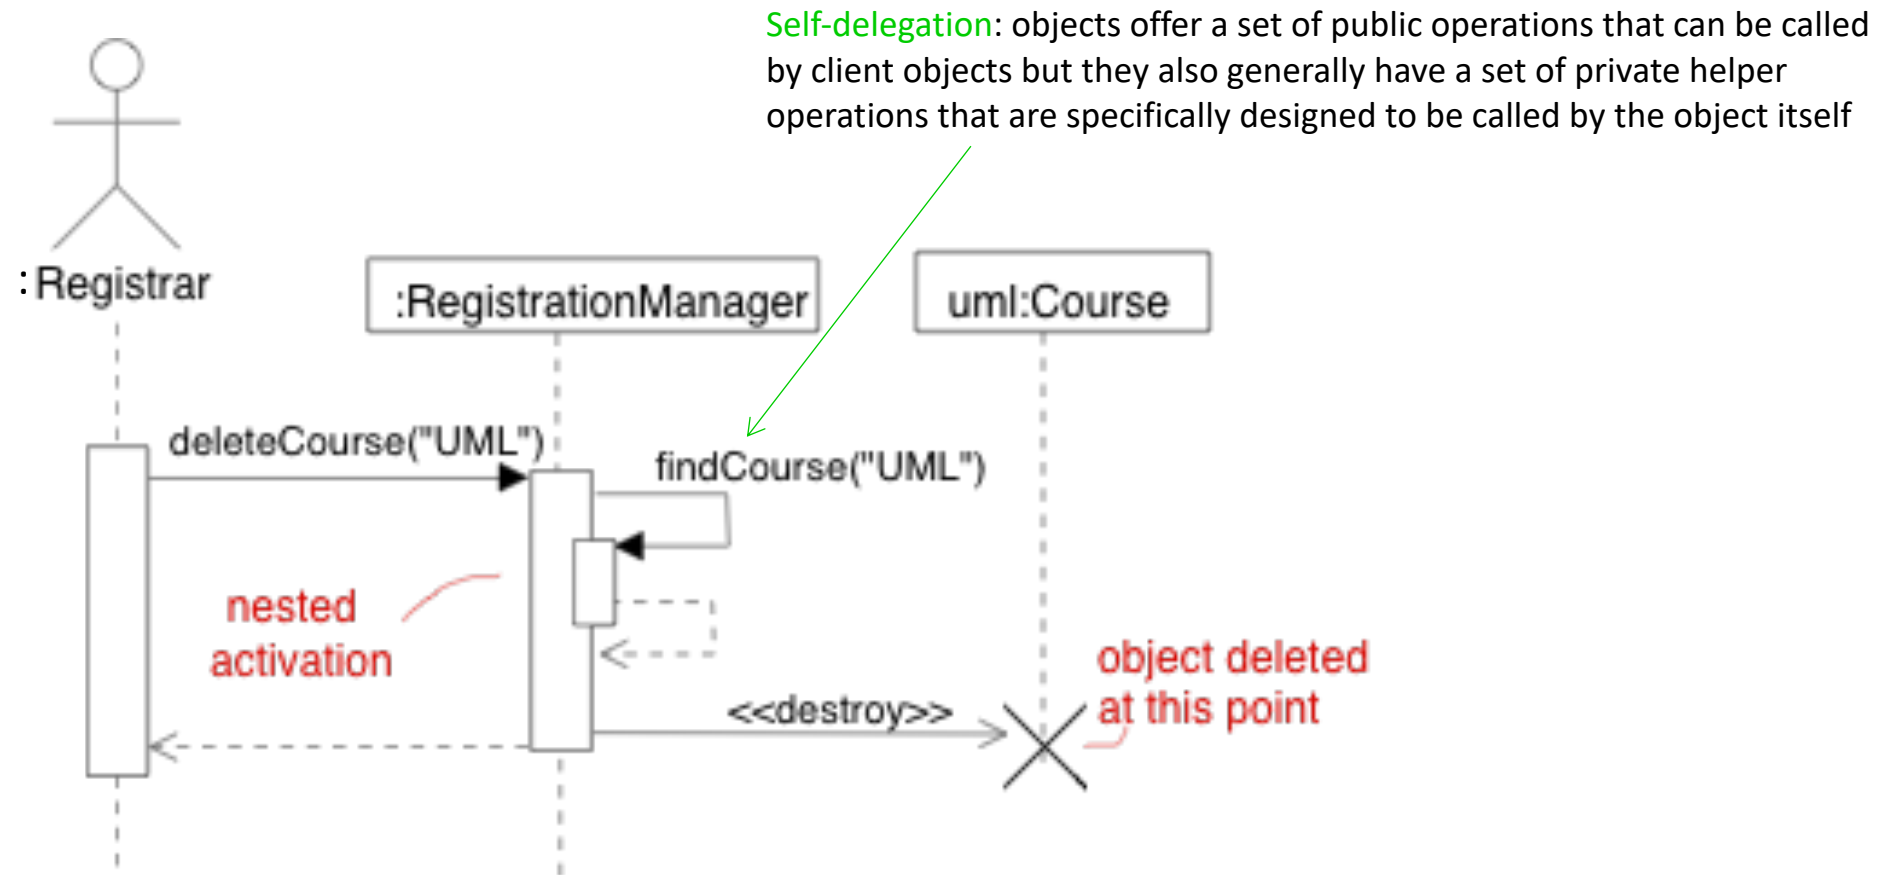 Self-delegation: objects offer a set of public operations that can be called
by client objects but they also generally have a set of private helper
operations that are specifically designed to be called by the object itself
:Registrar
:RegistrationManager
uml:Course
deleteCourse("UML")
findCourse("UML")
nested
activation
<<destroy>>
object deleted
at this point